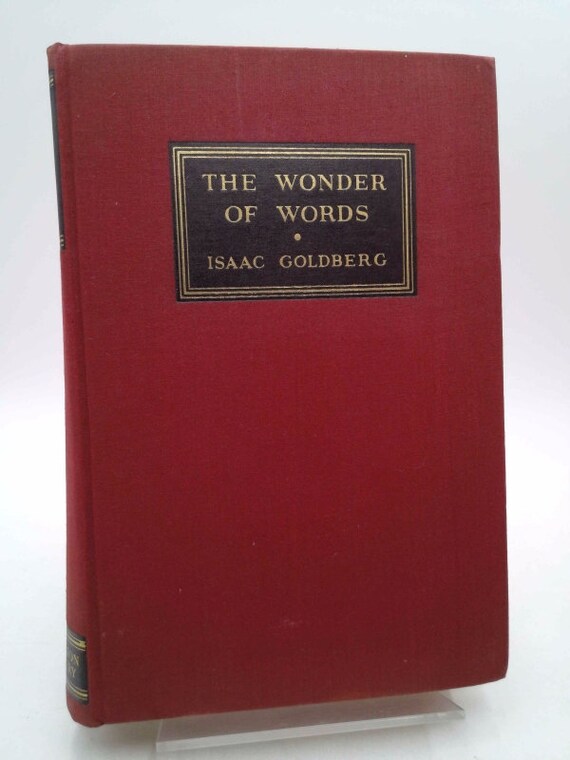 THE WONDER
OF WORDS
ISAAC GOLDBERG